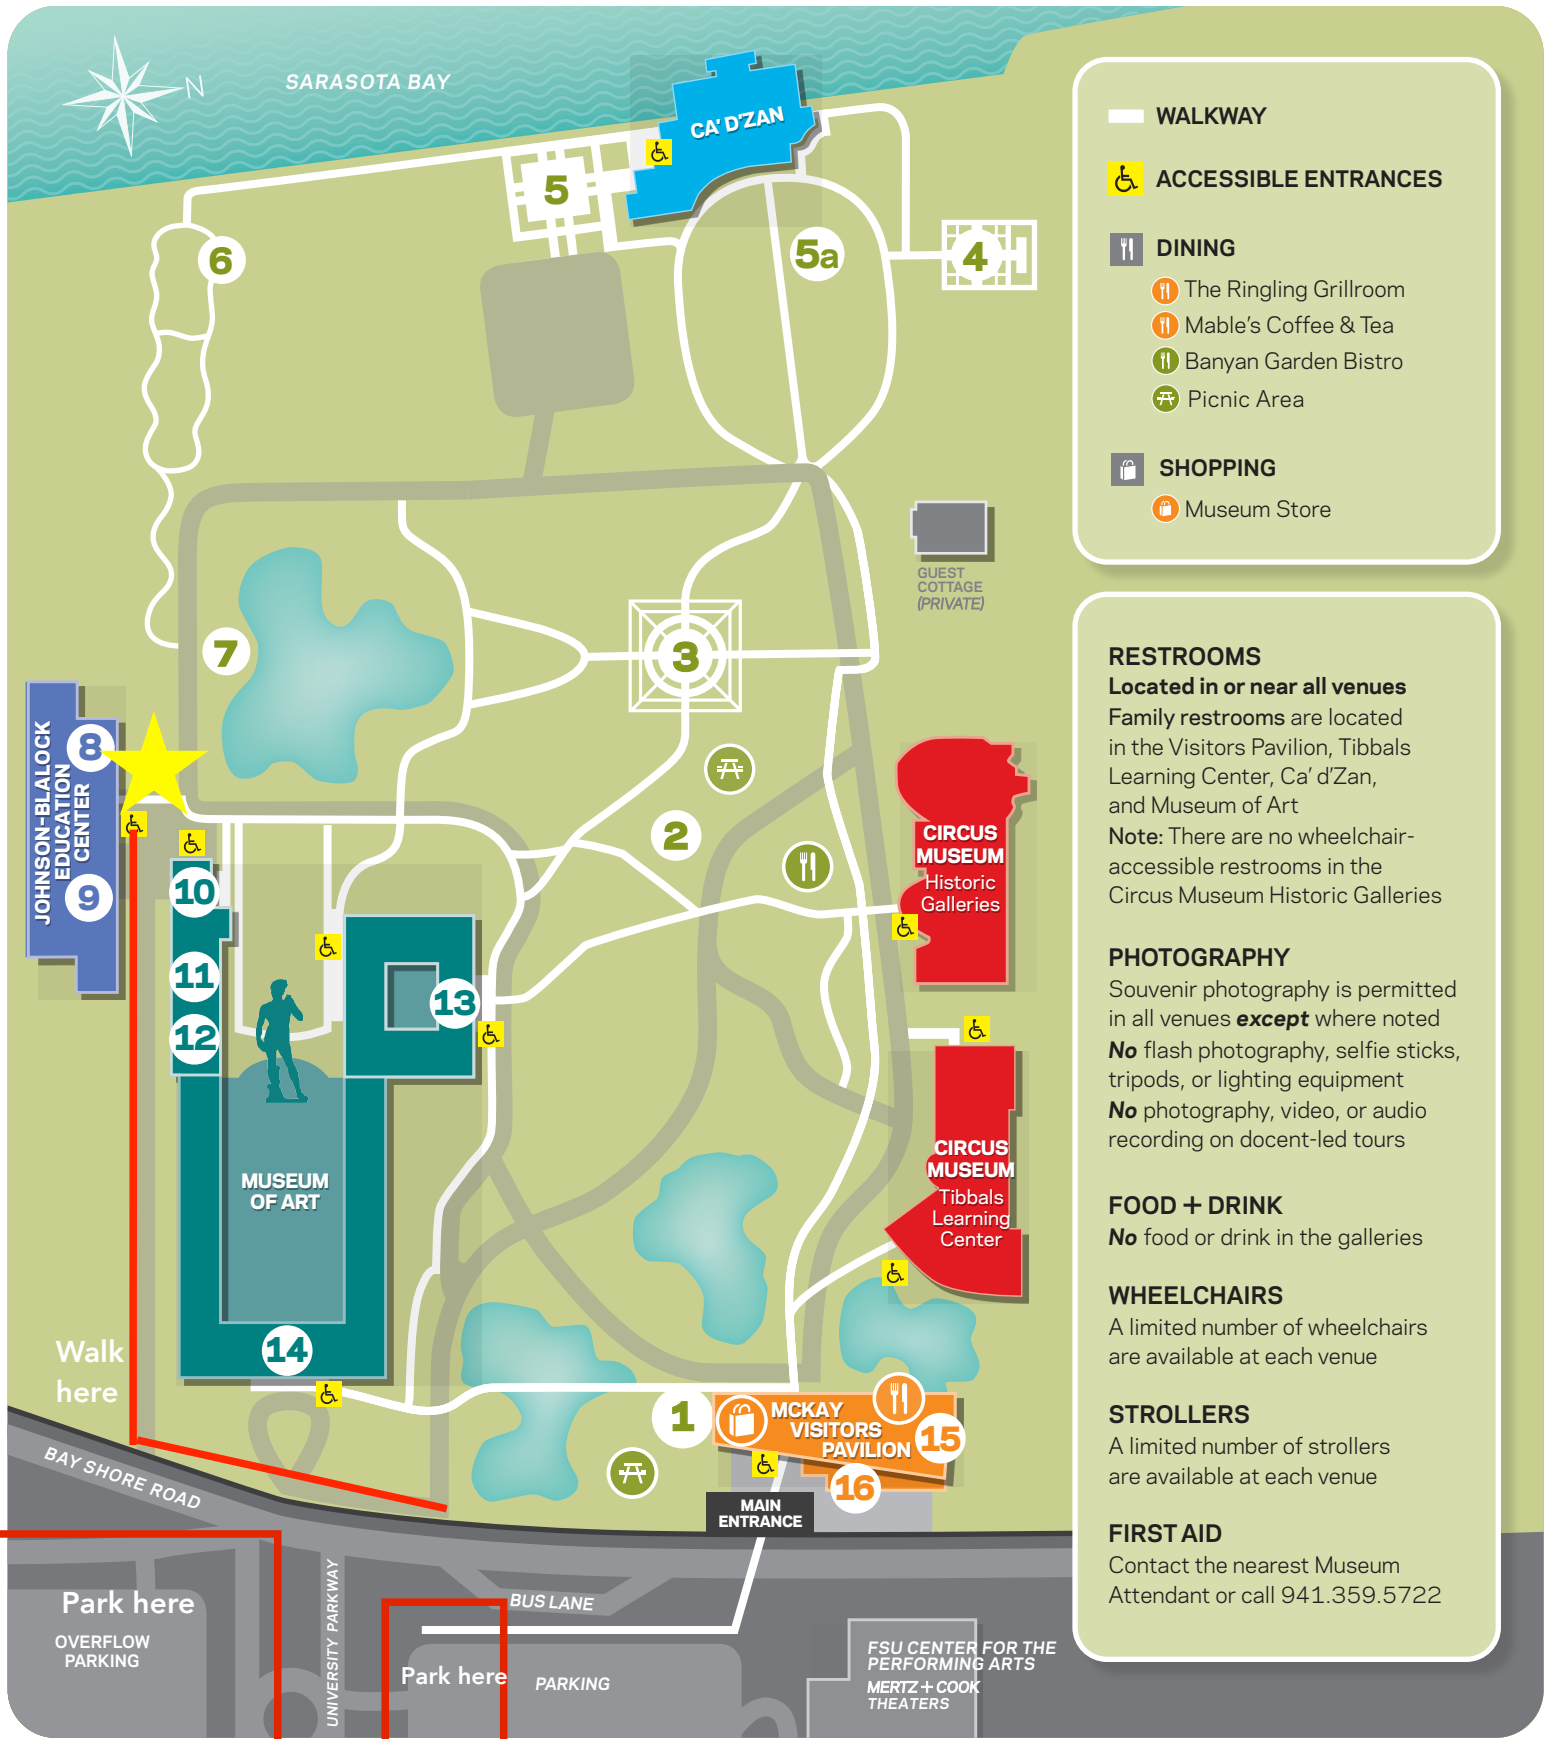 N
SARASOTA BAY
CA' D'ZAN
5
6
5a
4
7
3
GUEST
COTTAGE
(PRIVATE)
8
JOHNSON-BLALOCK
EDUCATION
CENTER
9
2
CIRCUS
MUSEUM
Historic
Galleries
10
11
12
13
MUSEUM
OF ART
14
CIRCUS
MUSEUM
Tibbals
Learning
Center
Walk
here
1
MCKAY
VISITORS
PAVILION
15
16
MAIN
ENTRANCE
BAY SHORE ROAD
Park here
OVERFLOW
PARKING
UNIVERSITY PARKWAY
BUS LANE
Park here
PARKING
FSU CENTER FOR THE
PERFORMING ARTS
MERTZ + COOK
THEATERS
WALKWAY
ACCESSIBLE ENTRANCES
DINING
The Ringling Grillroom
Mable's Coffee & Tea
Banyan Garden Bistro
Picnic Area
SHOPPING
Museum Store
RESTROOMS
Located in or near all venues
Family restrooms are located
in the Visitors Pavilion, Tibbals
Learning Center, Ca' d'Zan,
and Museum of Art
Note: There are no wheelchair-
accessible restrooms in the
Circus Museum Historic Galleries
PHOTOGRAPHY
Souvenir photography is permitted
in all venues except where noted
No flash photography, selfie sticks,
tripods, or lighting equipment
No photography, video, or audio
recording on docent-led tours
FOOD + DRINK
No food or drink in the galleries
WHEELCHAIRS
A limited number of wheelchairs
are available at each venue
STROLLERS
A limited number of strollers
are available at each venue
FIRST AID
Contact the nearest Museum
Attendant or call 941.359.5722